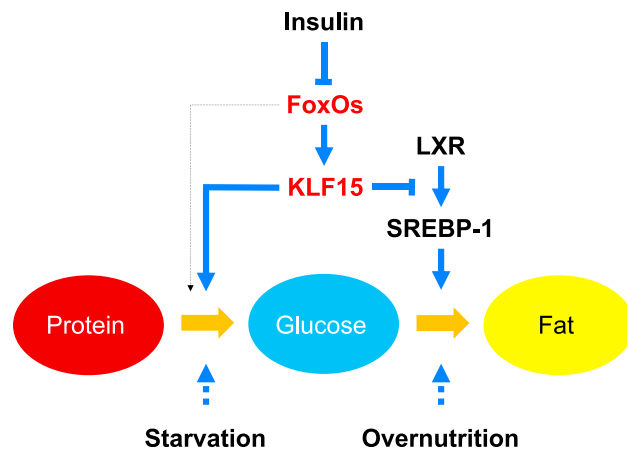 Insulin
FoxOs
LXR
KLF15
SREBP-1
Protein
Glucose
Fat
Starvation
Overnutrition